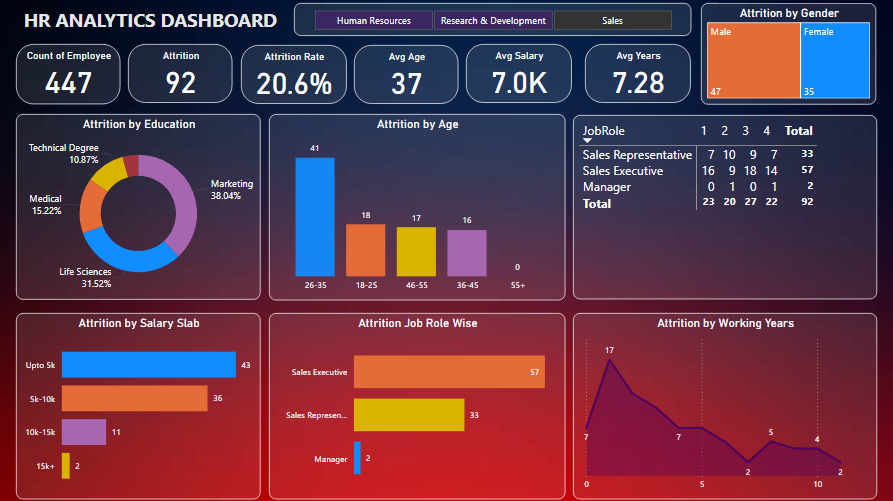 HR ANALYTICS DASHBOARD
Human Resources
Research & Development
Sales
Attrition by Gender
Male
Female
47
35
Count of Employee
447
Attrition
92
Attrition Rate
20.6%
Avg Age
37
Avg Salary
7.0K
Avg Years
7.28
Attrition by Education
Technical Degree
10.87%
Marketing
38.04%
Medical
15.22%
Life Sciences
31.52%
Attrition by Age
41
18
17
16
0
26-35
18-25
46-55
36-45
55+
JobRole 1 2 3 4 Total
Sales Representative 7 10 9 7 33
Sales Executive 16 9 18 14 57
Manager 0 1 0 1 2
Total 23 20 27 22 92
Attrition by Salary Slab
Upto 5k 43
5k-10k 36
10k-15k 11
15k+ 2
Attrition Job Role Wise
Sales Executive 57
Sales Represen... 33
Manager 2
Attrition by Working Years
17
7
7
5
4
2
2
0
5
10